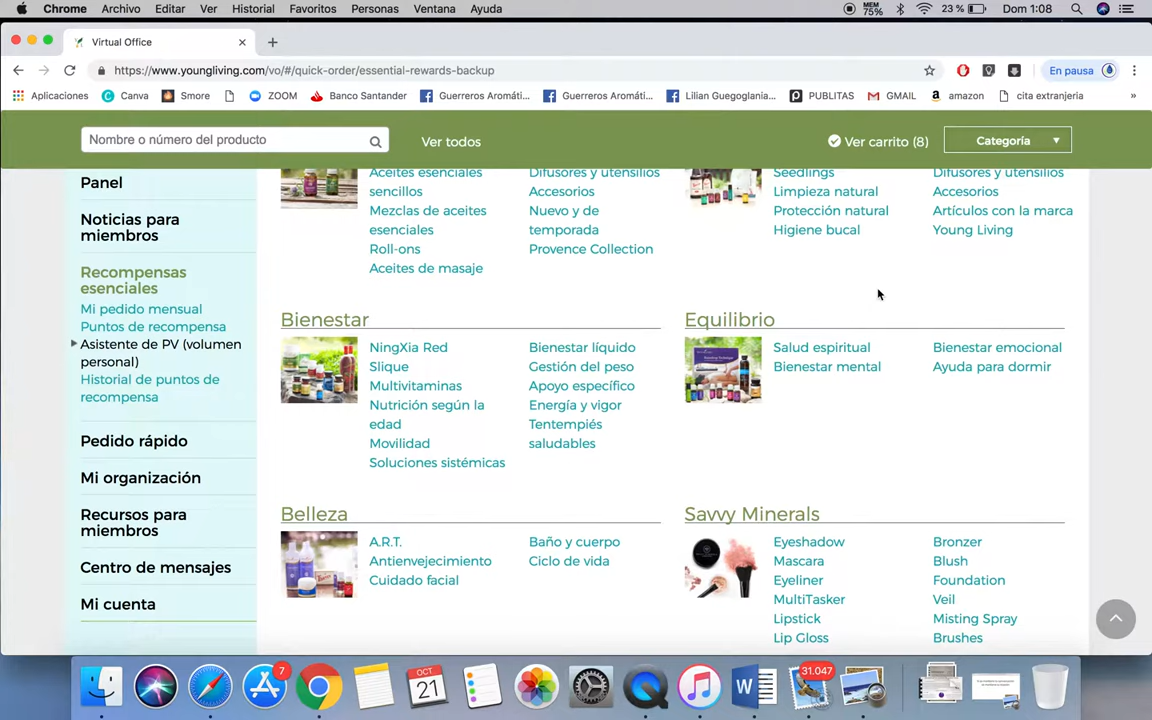 Chrome Archivo Editar Ver Historial Favoritos Personas Ventana Ayuda MEM 75% 23 % Dom 1:08
Virtual Office
https://www.youngliving.com/vo/#/quick-order/essential-rewards-backup En pausa
Aplicaciones Canva Smore ZOOM Banco Santander Guerreros Aromáti... Guerreros Aromáti... Lilian Guegoglania... PUBLITAS GMAIL amazon cita extranjeria »
Nombre o número del producto Ver todos Ver carrito (8) Categoría
Panel
Noticias para
miembros
Recompensas
esenciales
Mi pedido mensual
Puntos de recompensa
Asistente de PV (volumen
personal)
Historial de puntos de
recompensa
Pedido rápido
Mi organización
Recursos para
miembros
Centro de mensajes
Mi cuenta
Aceites esenciales
sencillos
Mezclas de aceites
esenciales
Roll-ons
Aceites de masaje
Difusores y utensilios
Accesorios
Nuevo y de
temporada
Provence Collection
Seedlings
Limpieza natural
Protección natural
Higiene bucal
Difusores y utensilios
Accesorios
Artículos con la marca
Young Living
Bienestar
NingXia Red
Slique
Multivitaminas
Nutrición según la
edad
Movilidad
Soluciones sistémicas
Bienestar líquido
Gestión del peso
Apoyo específico
Energía y vigor
Tentempiés
saludables
Equilibrio
Salud espiritual
Bienestar mental
Bienestar emocional
Ayuda para dormir
Belleza
A.R.T.
Antienvejecimiento
Cuidado facial
Baño y cuerpo
Ciclo de vida
Savvy Minerals
Eyeshadow
Mascara
Eyeliner
MultiTasker
Lipstick
Lip Gloss
Bronzer
Blush
Foundation
Veil
Misting Spray
Brushes
7
OCT
21
W
31.047